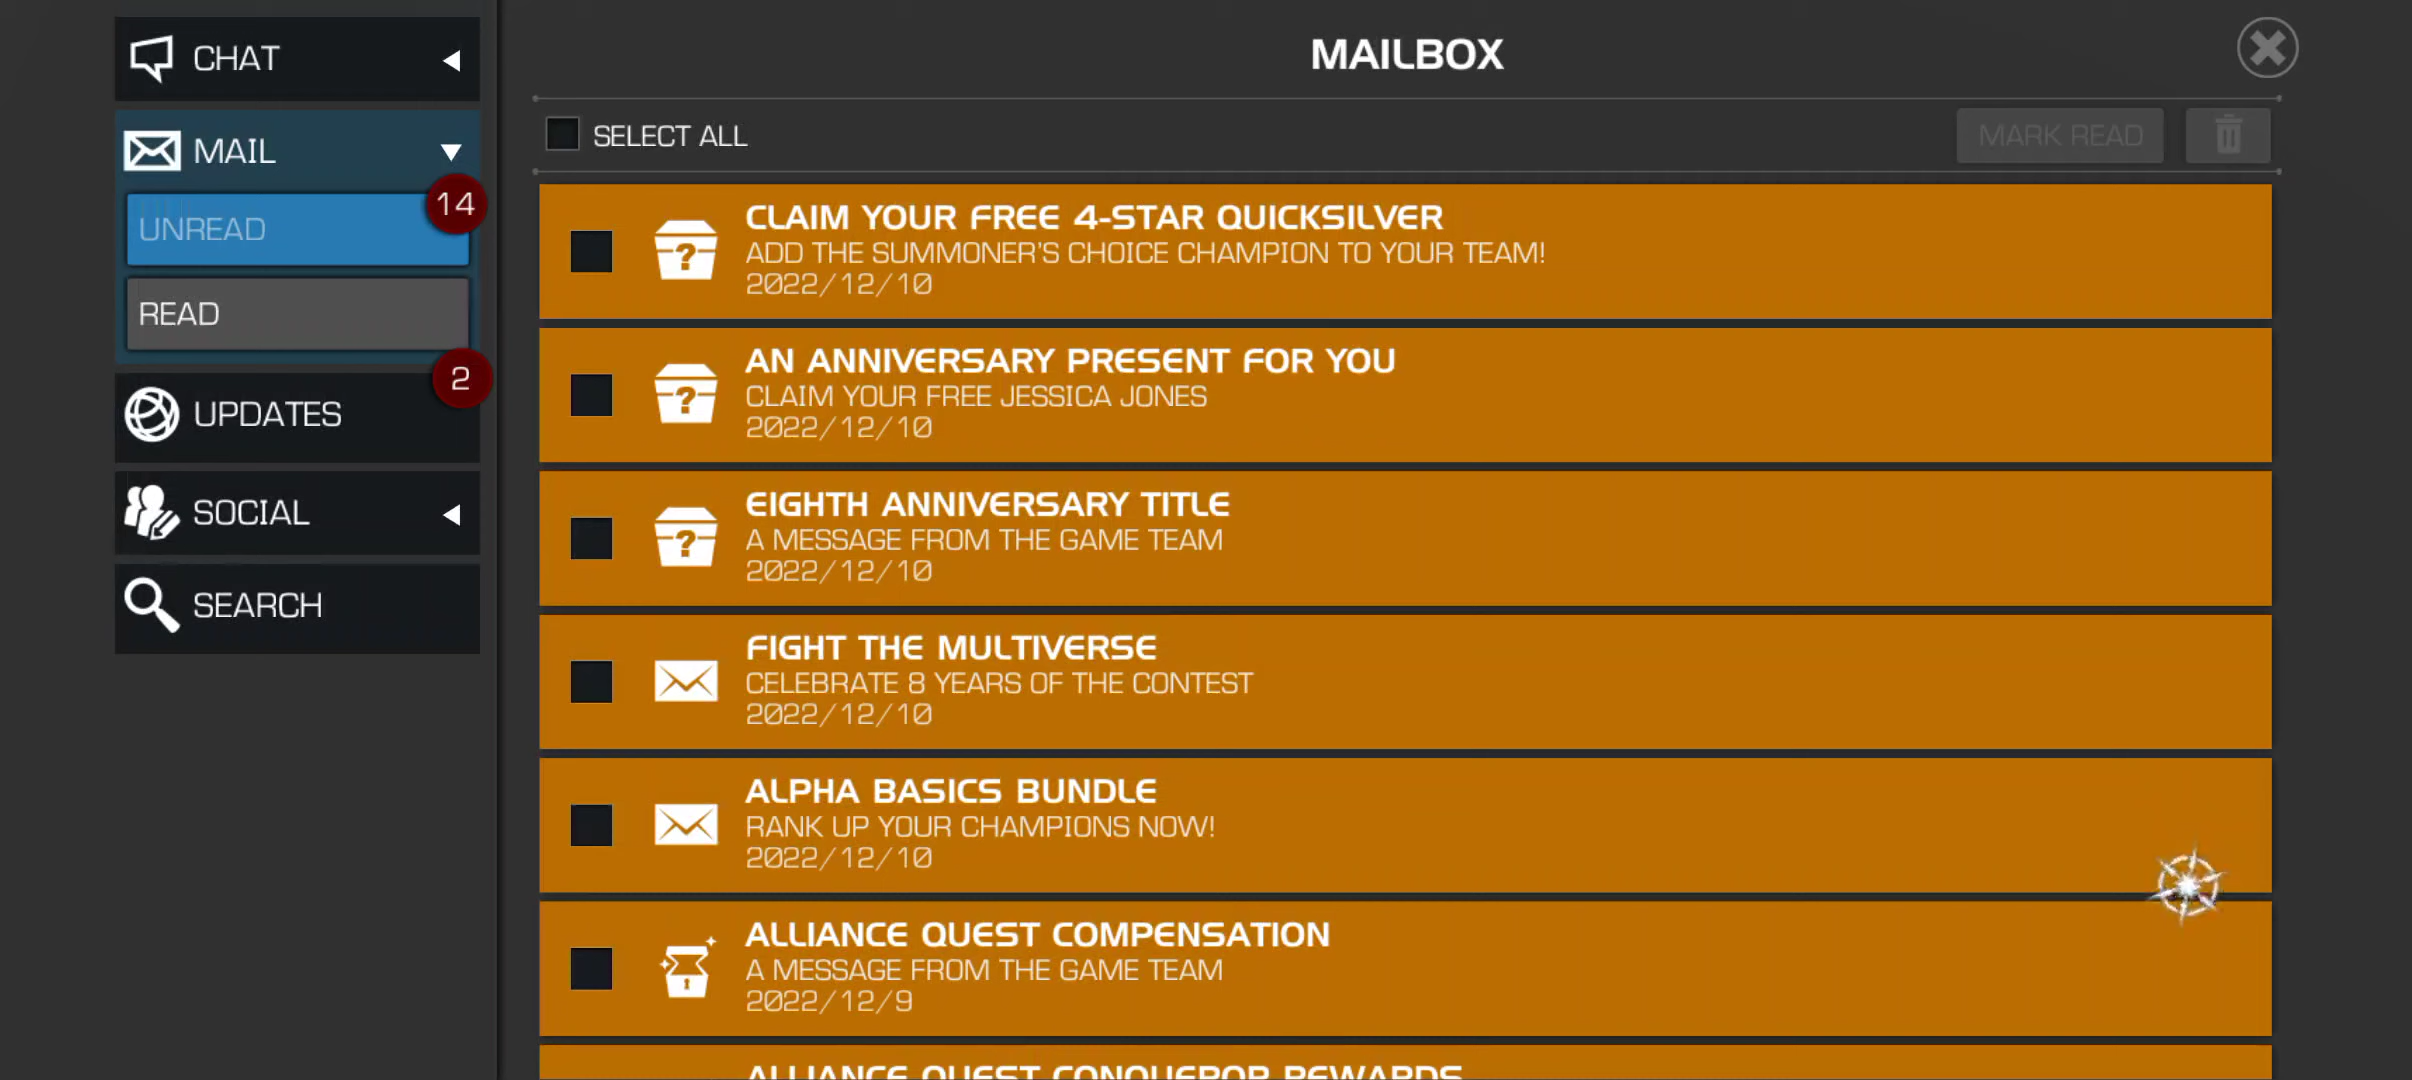 CHAT
MAIL
14
UNREAD
READ
2
UPDATES
SOCIAL
SEARCH
MAILBOX
SELECT ALL
MARK READ
CLAIM YOUR FREE 4-STAR QUICKSILVER
ADD THE SUMMONER'S CHOICE CHAMPION TO YOUR TEAM!
2022/12/10
AN ANNIVERSARY PRESENT FOR YOU
CLAIM YOUR FREE JESSICA JONES
2022/12/10
EIGHTH ANNIVERSARY TITLE
A MESSAGE FROM THE GAME TEAM
2022/12/10
FIGHT THE MULTIVERSE
CELEBRATE 8 YEARS OF THE CONTEST
2022/12/10
ALPHA BASICS BUNDLE
RANK UP YOUR CHAMPIONS NOW!
2022/12/10
ALLIANCE QUEST COMPENSATION
A MESSAGE FROM THE GAME TEAM
2022/12/9
ALLIANCE QUEST CONQUEROR REWARDS